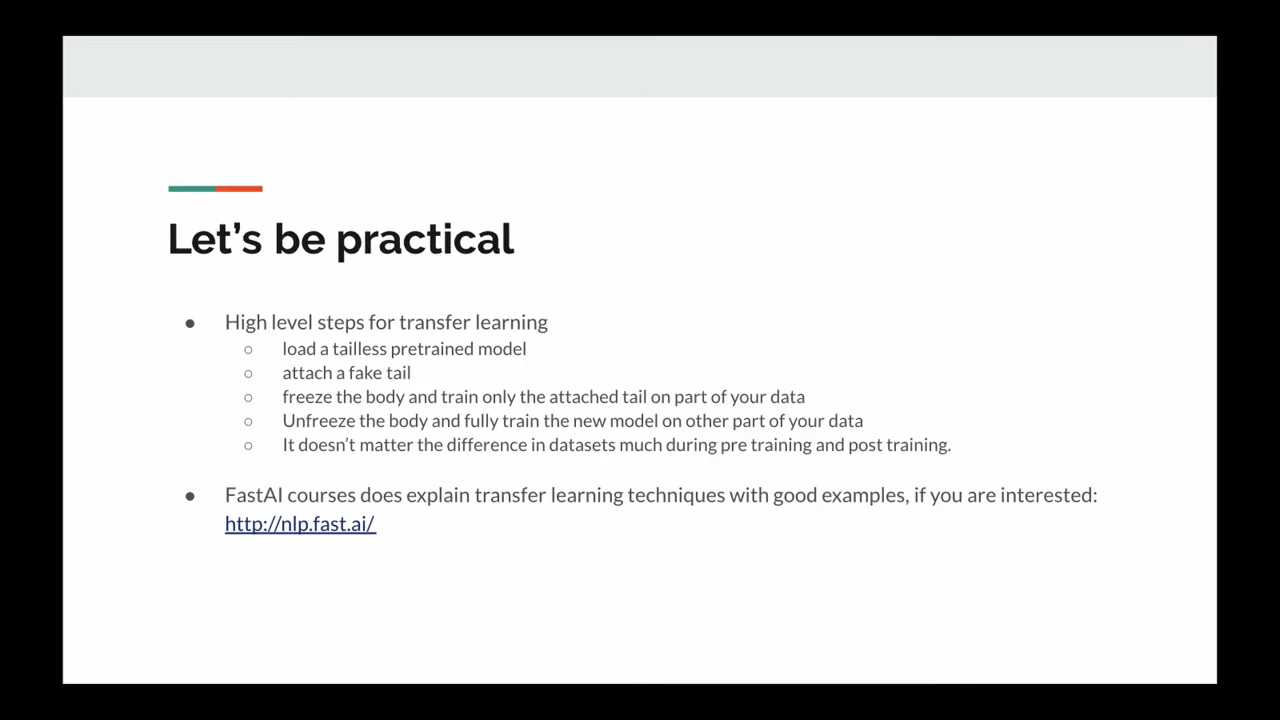 Let’s be practical
● High level steps for transfer learning
○ load a tailless pretrained model
○ attach a fake tail
○ freeze the body and train only the attached tail on part of your data
○ Unfreeze the body and fully train the new model on other part of your data
○ It doesn’t matter the difference in datasets much during pre training and post training.
● FastAI courses does explain transfer learning techniques with good examples, if you are interested:
http://nlp.fast.ai/